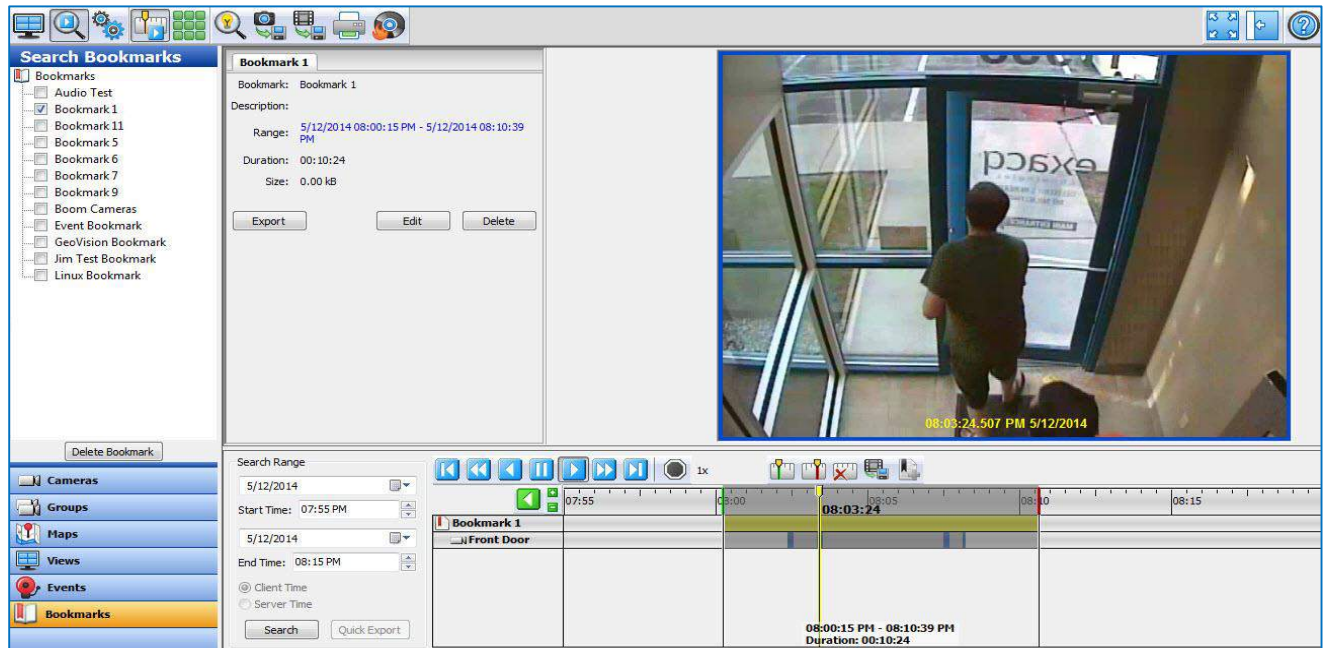 Search Bookmarks
Bookmarks
Audio Test
Bookmark 1
Bookmark 11
Bookmark 5
Bookmark 6
Bookmark 7
Bookmark 9
Boom Cameras
Event Bookmark
GeoVision Bookmark
Jim Test Bookmark
Linux Bookmark
Delete Bookmark
Cameras
Groups
Maps
Views
Events
Bookmarks
Bookmark 1
Bookmark: Bookmark 1
Description:
Range: 5/12/2014 08:00:15 PM - 5/12/2014 08:10:39
PM
Duration: 00:10:24
Size: 0.00 kB
Export Edit Delete
exacq
MAIN ENTRANCE
08:03:24.507 PM 5/12/2014
Search Range
5/12/2014
Start Time: 07:55 PM
5/12/2014
End Time: 08:15 PM
Client Time
Server Time
Search Quick Export
1x
07:55 08:00 08:05 08:10 08:15
08:03:24
Bookmark 1
Front Door
08:00:15 PM - 08:10:39 PM
Duration: 00:10:24